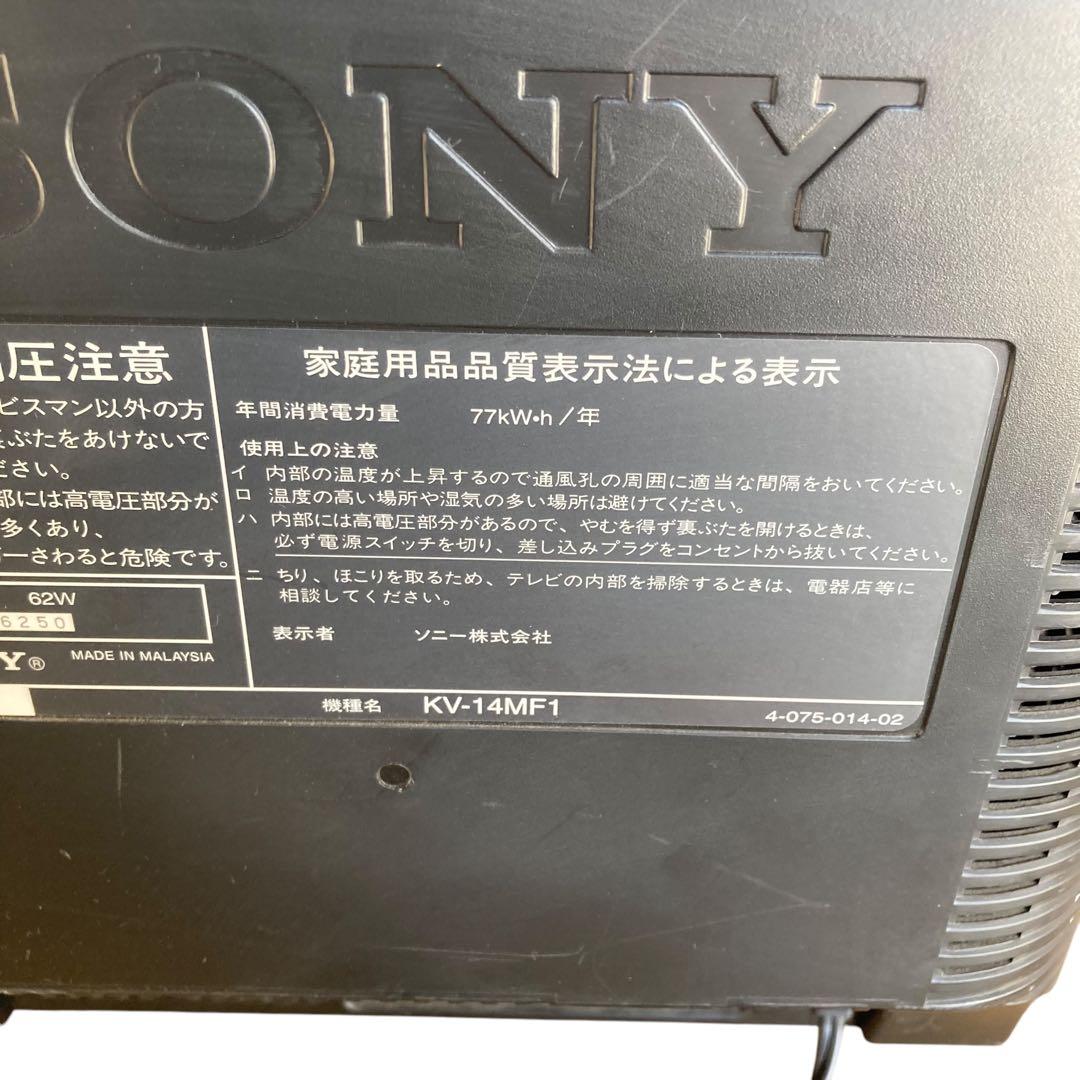 SONY
圧注意
ビスマン以外の方
裏ぶたをあけないで
ださい。
部には高電圧部分が
多くあり、
一さわると危険です。
62W
6250
Y®
MADE IN MALAYSIA
家庭用品品質表示法による表示
年間消費電力量 77kW•h/年
使用上の注意
イ 内部の温度が上昇するので通風孔の周囲に適当な間隔をおいてください。
ロ 温度の高い場所や湿気の多い場所は避けてください。
ハ 内部には高電圧部分があるので、やむを得ず裏ぶたを開けるときは、
必ず電源スイッチを切り、差し込みプラグをコンセントから抜いてください。
ニ ちり、ほこりを取るため、テレビの内部を掃除するときは、電器店等に
相談してください。
表示者 ソニー株式会社
機種名 KV-14MF1
4-075-014-02